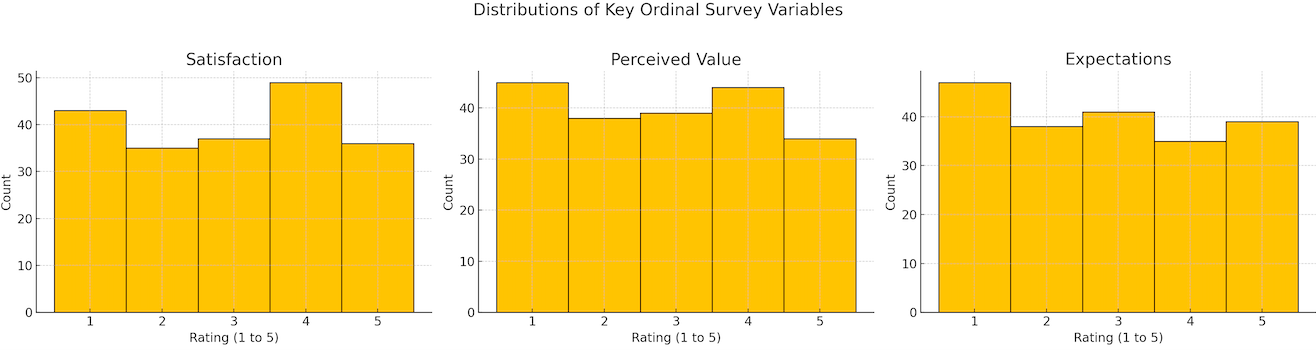 Distributions of Key Ordinal Survey Variables
Satisfaction
50
40
30
20
10
0
Count
1 2 3 4 5
Rating (1 to 5)
Perceived Value
40
30
20
10
0
Count
1 2 3 4 5
Rating (1 to 5)
Expectations
40
30
20
10
0
Count
1 2 3 4 5
Rating (1 to 5)